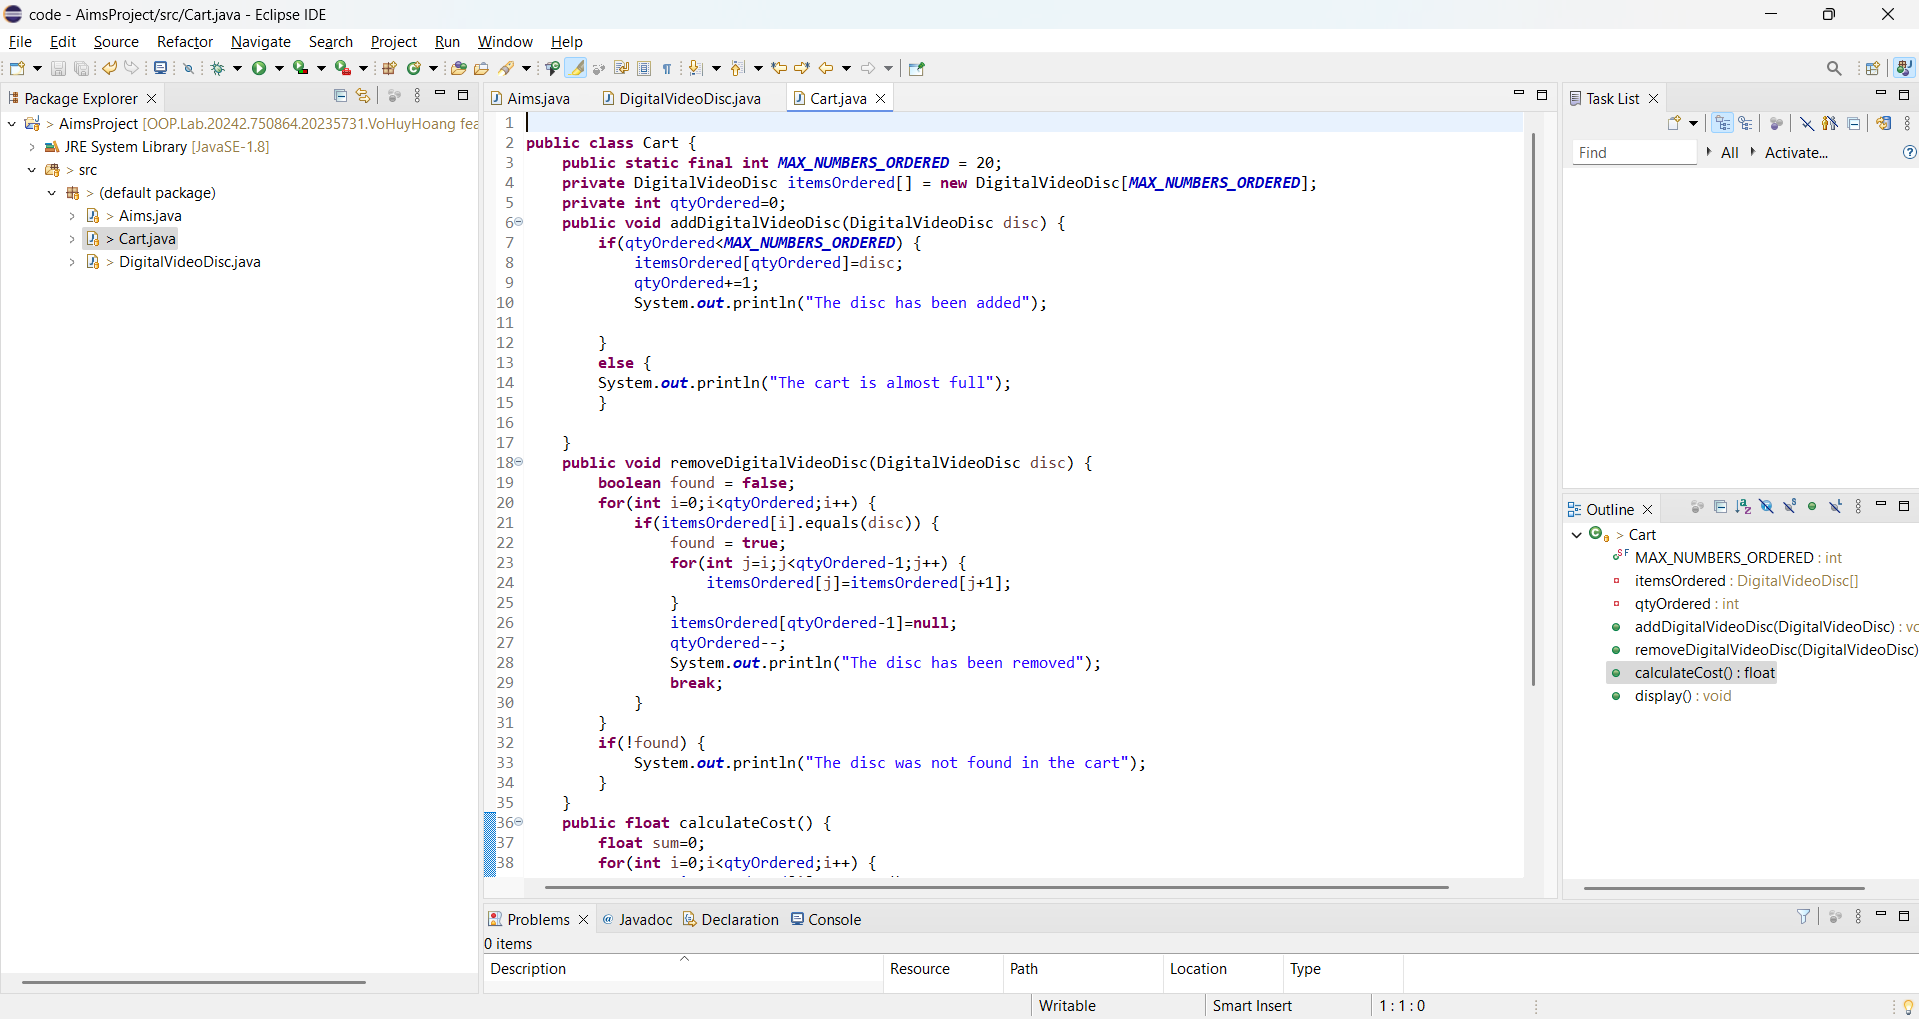 code - AimsProject/src/Cart.java - Eclipse IDE
File Edit Source Refactor Navigate Search Project Run Window Help
Package Explorer
> AimsProject [OOP.Lab.20242.750864.20235731.VoHuyHoang fea
JRE System Library [JavaSE-1.8]
> src
> (default package)
> Aims.java
> Cart.java
> DigitalVideoDisc.java
Aims.java DigitalVideoDisc.java Cart.java
1
2 public class Cart {
3 public static final int MAX_NUMBERS_ORDERED = 20;
4 private DigitalVideoDisc itemsOrdered[] = new DigitalVideoDisc[MAX_NUMBERS_ORDERED];
5 private int qtyOrdered=0;
6 public void addDigitalVideoDisc(DigitalVideoDisc disc) {
7 if(qtyOrdered<MAX_NUMBERS_ORDERED) {
8 itemsOrdered[qtyOrdered]=disc;
9 qtyOrdered+=1;
10 System.out.println("The disc has been added");
11
12 }
13 else {
14 System.out.println("The cart is almost full");
15 }
16
17 }
18 public void removeDigitalVideoDisc(DigitalVideoDisc disc) {
19 boolean found = false;
20 for(int i=0;i<qtyOrdered;i++) {
21 if(itemsOrdered[i].equals(disc)) {
22 found = true;
23 for(int j=i;j<qtyOrdered-1;j++) {
24 itemsOrdered[j]=itemsOrdered[j+1];
25 }
26 itemsOrdered[qtyOrdered-1]=null;
27 qtyOrdered--;
28 System.out.println("The disc has been removed");
29 break;
30 }
31 }
32 if(!found) {
33 System.out.println("The disc was not found in the cart");
34 }
35 }
36 public float calculateCost() {
37 float sum=0;
38 for(int i=0;i<qtyOrdered;i++) {
Task List
Find All Activate...
Outline
> Cart
MAX_NUMBERS_ORDERED : int
itemsOrdered : DigitalVideoDisc[]
qtyOrdered : int
addDigitalVideoDisc(DigitalVideoDisc) : vo
removeDigitalVideoDisc(DigitalVideoDisc)
calculateCost() : float
display() : void
Problems Javadoc Declaration Console
0 items
Description Resource Path Location Type
Writable Smart Insert 1 : 1 : 0